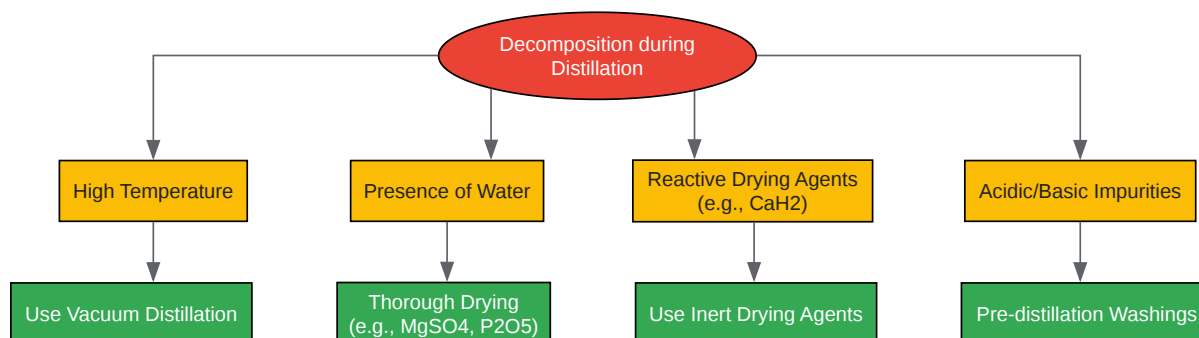 Decomposition during
Distillation
High Temperature
Presence of Water
Reactive Drying Agents
(e.g., CaH2)
Acidic/Basic Impurities
Use Vacuum Distillation
Thorough Drying
(e.g., MgSO4, P2O5)
Use Inert Drying Agents
Pre-distillation Washings